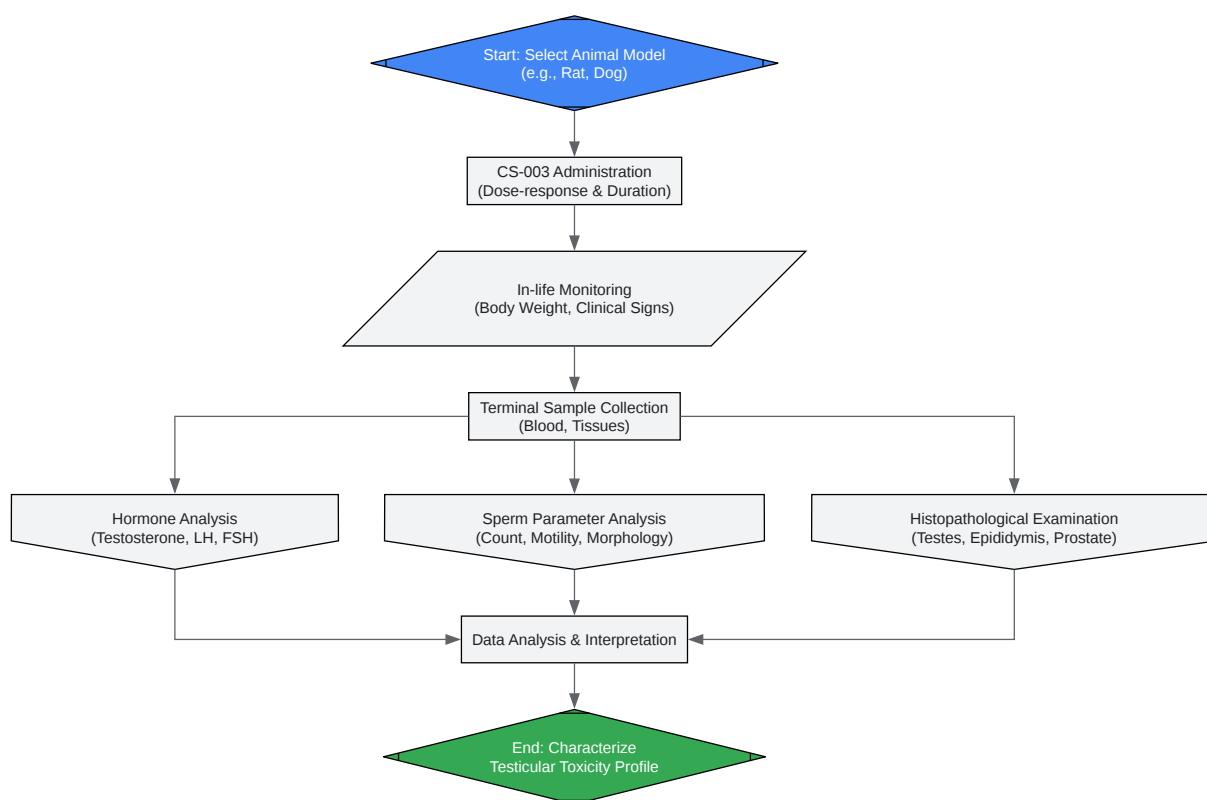 Start: Select Animal Model
(e.g., Rat, Dog)
CS-003 Administration
(Dose-response & Duration)
In-life Monitoring
(Body Weight, Clinical Signs)
Terminal Sample Collection
(Blood, Tissues)
Hormone Analysis
(Testosterone, LH, FSH)
Sperm Parameter Analysis
(Count, Motility, Morphology)
Histopathological Examination
(Testes, Epididymis, Prostate)
Data Analysis & Interpretation
End: Characterize
Testicular Toxicity Profile